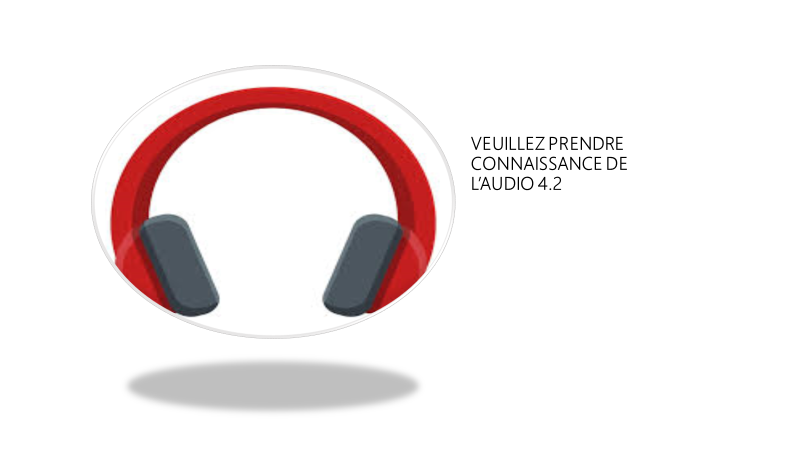 VEUILLEZ PRENDRE
CONNAISSANCE DE
L'AUDIO 4.2